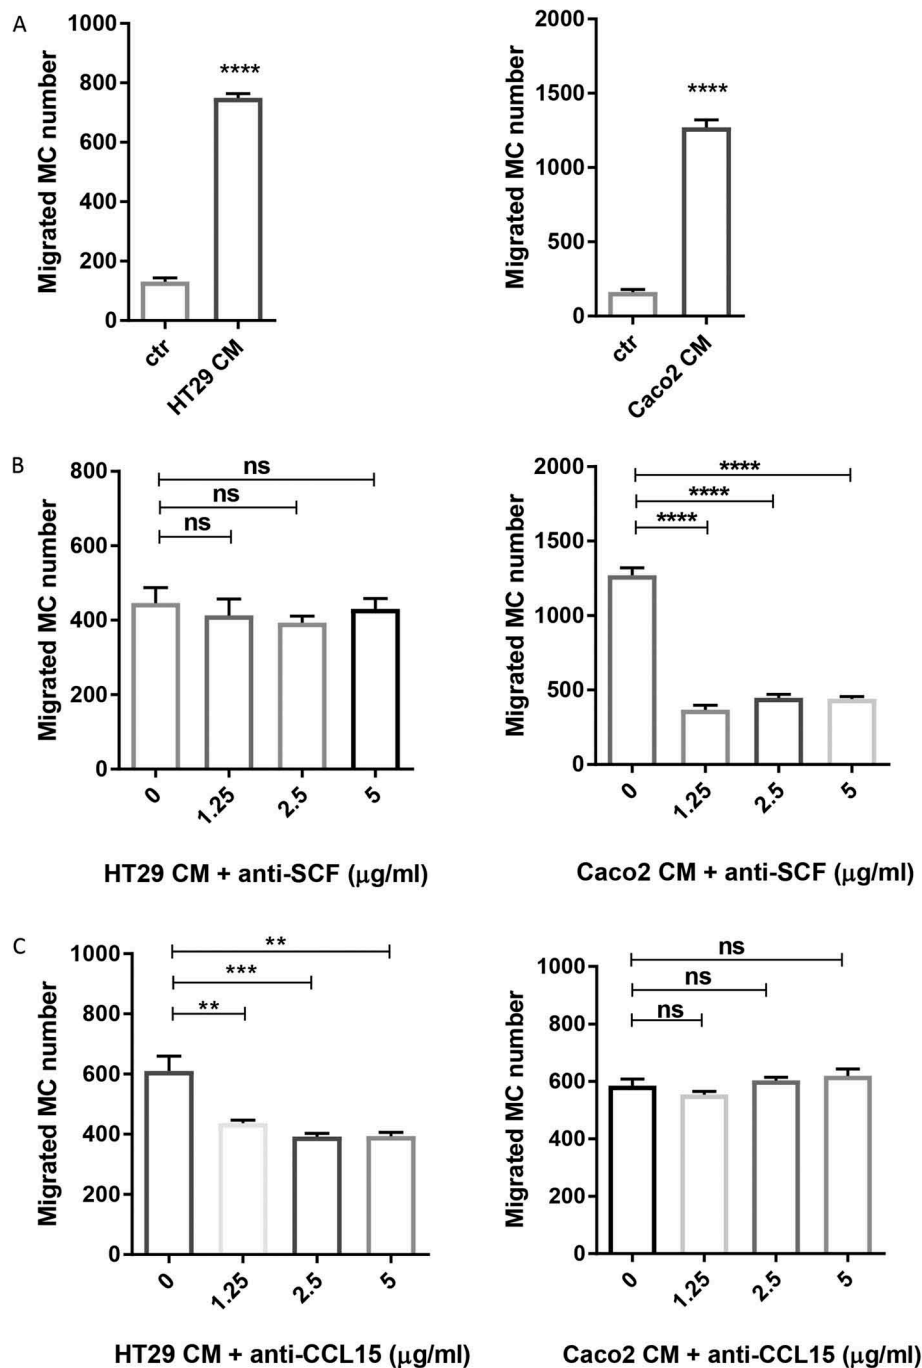 A
Migrated MC number
1000
800
600
400
200
0
****
ctr
HT29 CM
Migrated MC number
2000
1500
1000
500
0
****
ctr
Caco2 CM
B
Migrated MC number
800
600
400
200
0
ns
ns
ns
0
1.25
2.5
5
HT29 CM + anti-SCF (μg/ml)
Migrated MC number
2000
1500
1000
500
0
****
****
****
0
1.25
2.5
5
Caco2 CM + anti-SCF (μg/ml)
C
Migrated MC number
1000
800
600
400
200
0
**
***
**
0
1.25
2.5
5
HT29 CM + anti-CCL15 (μg/ml)
Migrated MC number
1000
800
600
400
200
0
ns
ns
ns
0
1.25
2.5
5
Caco2 CM + anti-CCL15 (μg/ml)